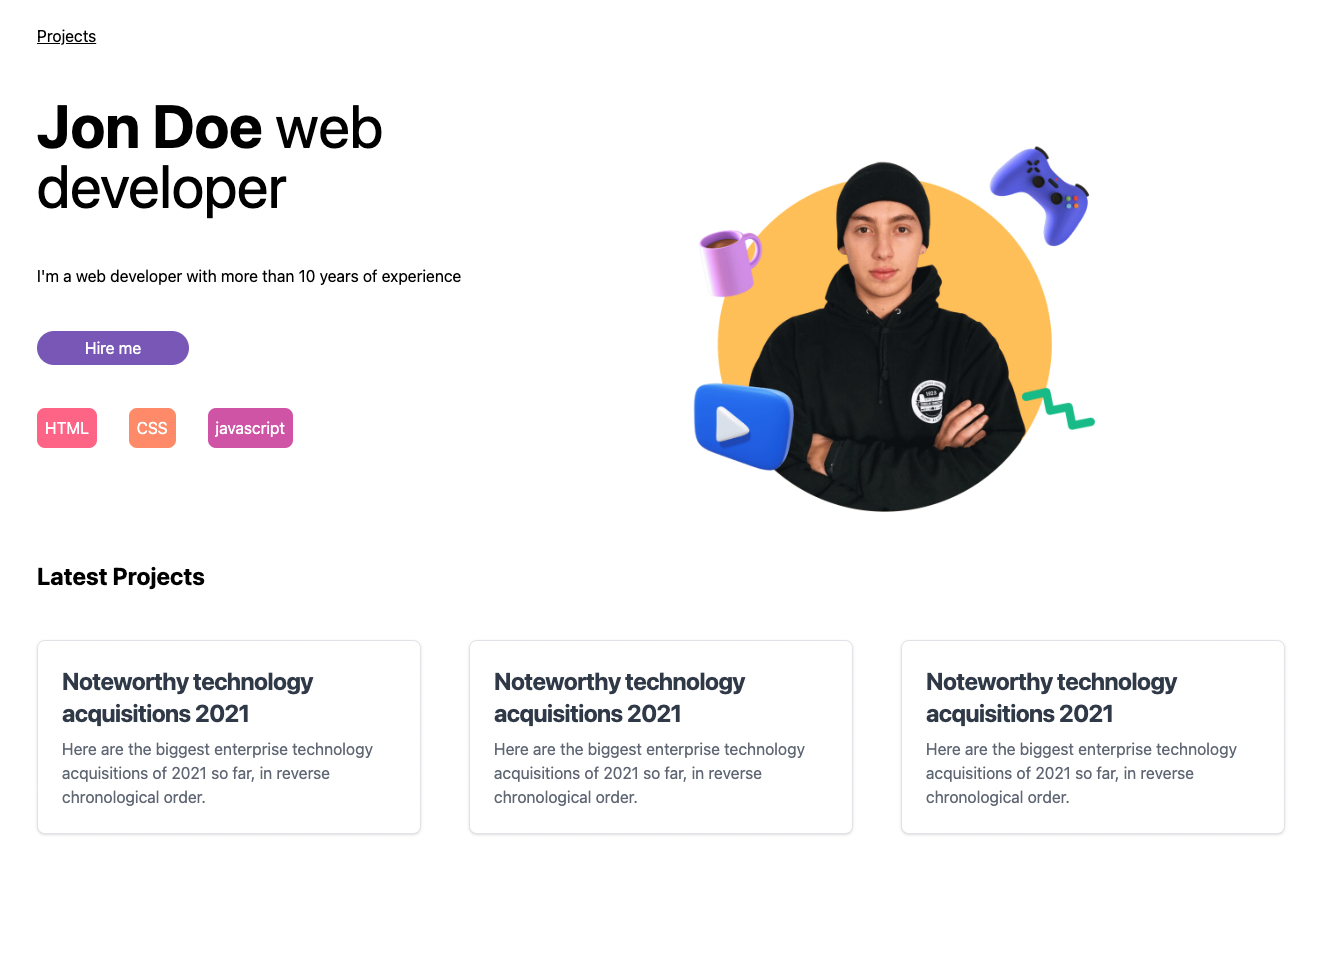 Projects
Jon Doe web
developer
I'm a web developer with more than 10 years of experience
Hire me
HTML
CSS
javascript
1923
Latest Projects
Noteworthy technology
acquisitions 2021
Here are the biggest enterprise technology
acquisitions of 2021 so far, in reverse
chronological order.
Noteworthy technology
acquisitions 2021
Here are the biggest enterprise technology
acquisitions of 2021 so far, in reverse
chronological order.
Noteworthy technology
acquisitions 2021
Here are the biggest enterprise technology
acquisitions of 2021 so far, in reverse
chronological order.